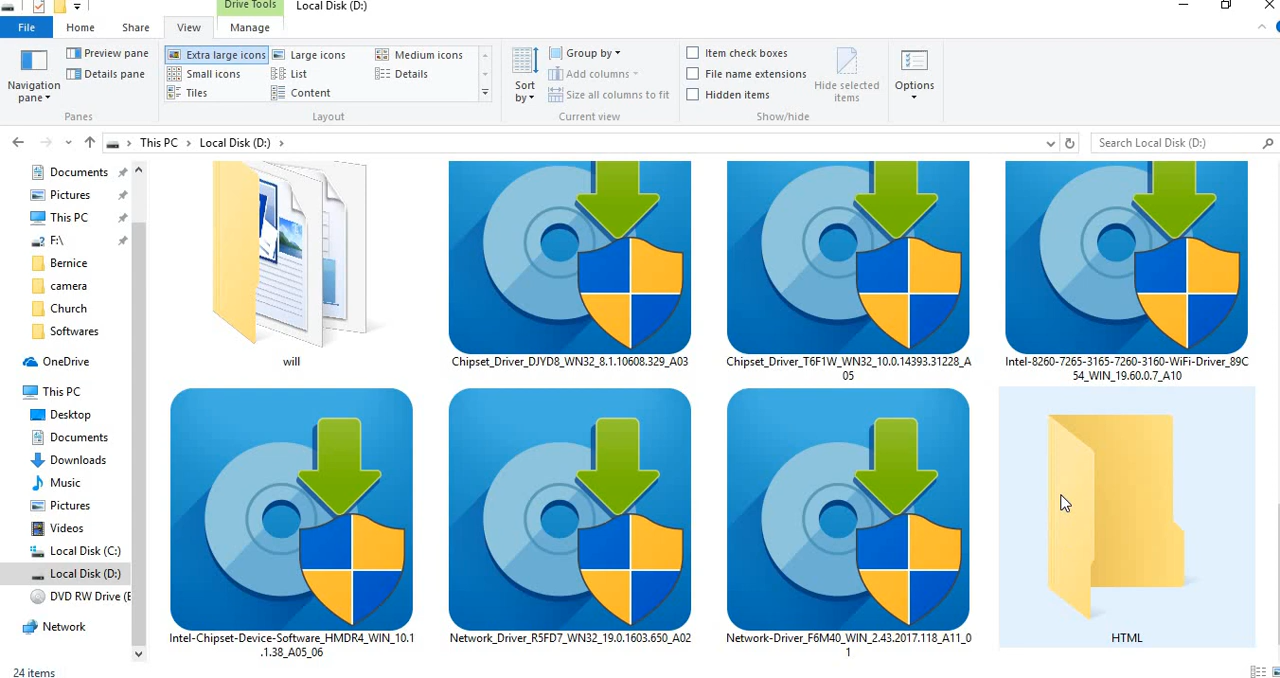 Drive Tools
Local Disk (D:)
File
Home
Share
View
Manage
Navigation pane
Preview pane
Details pane
Panes
Extra large icons
Large icons
Medium icons
Small icons
List
Details
Tiles
Content
Layout
Sort by
Group by
Add columns
Size all columns to fit
Current view
Item check boxes
File name extensions
Hidden items
Hide selected items
Show/hide
Options
This PC
Local Disk (D:)
Search Local Disk (D:)
Documents
Pictures
This PC
F:\
Bernice
camera
Church
Softwares
OneDrive
This PC
Desktop
Documents
Downloads
Music
Pictures
Videos
Local Disk (C:)
Local Disk (D:)
DVD RW Drive (E
Network
will
Chipset_Driver_DJYD8_WN32_8.1.10608.329_A03
Chipset_Driver_T6F1W_WN32_10.0.14393.31228_A
05
Intel-8260-7265-3165-7260-3160-WiFi-Driver_89C
54_WIN_19.60.0.7_A10
Intel-Chipset-Device-Software_HMDR4_WIN_10.1
.1.38_A05_06
Network_Driver_R5FD7_WN32_19.0.1603.650_A02
Network-Driver_F6M40_WIN_2.43.2017.118_A11_0
1
HTML
24 items